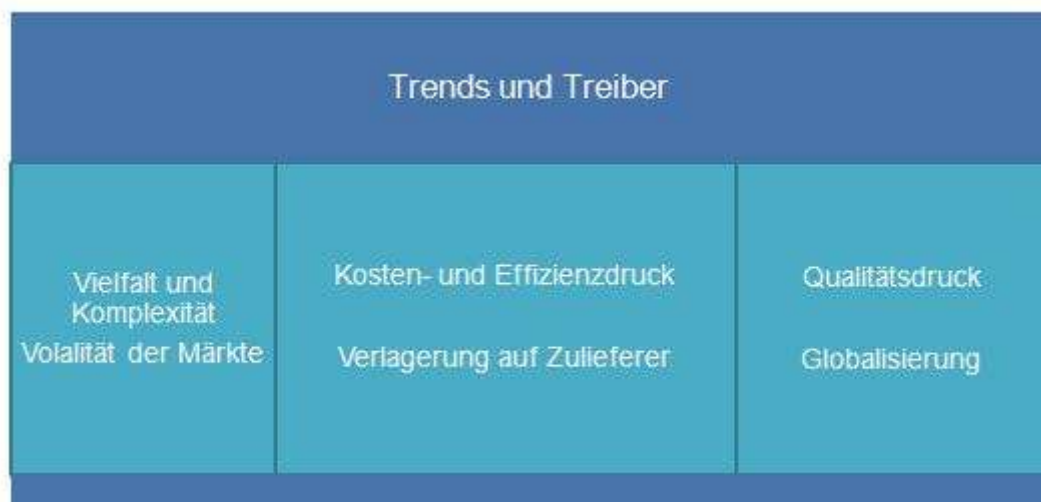 Trends und Treiber
Vielfalt und
Komplexität
Volalität der Märkte
Kosten- und Effizienzdruck
Verlagerung auf Zulieferer
Qualitätsdruck
Globalisierung